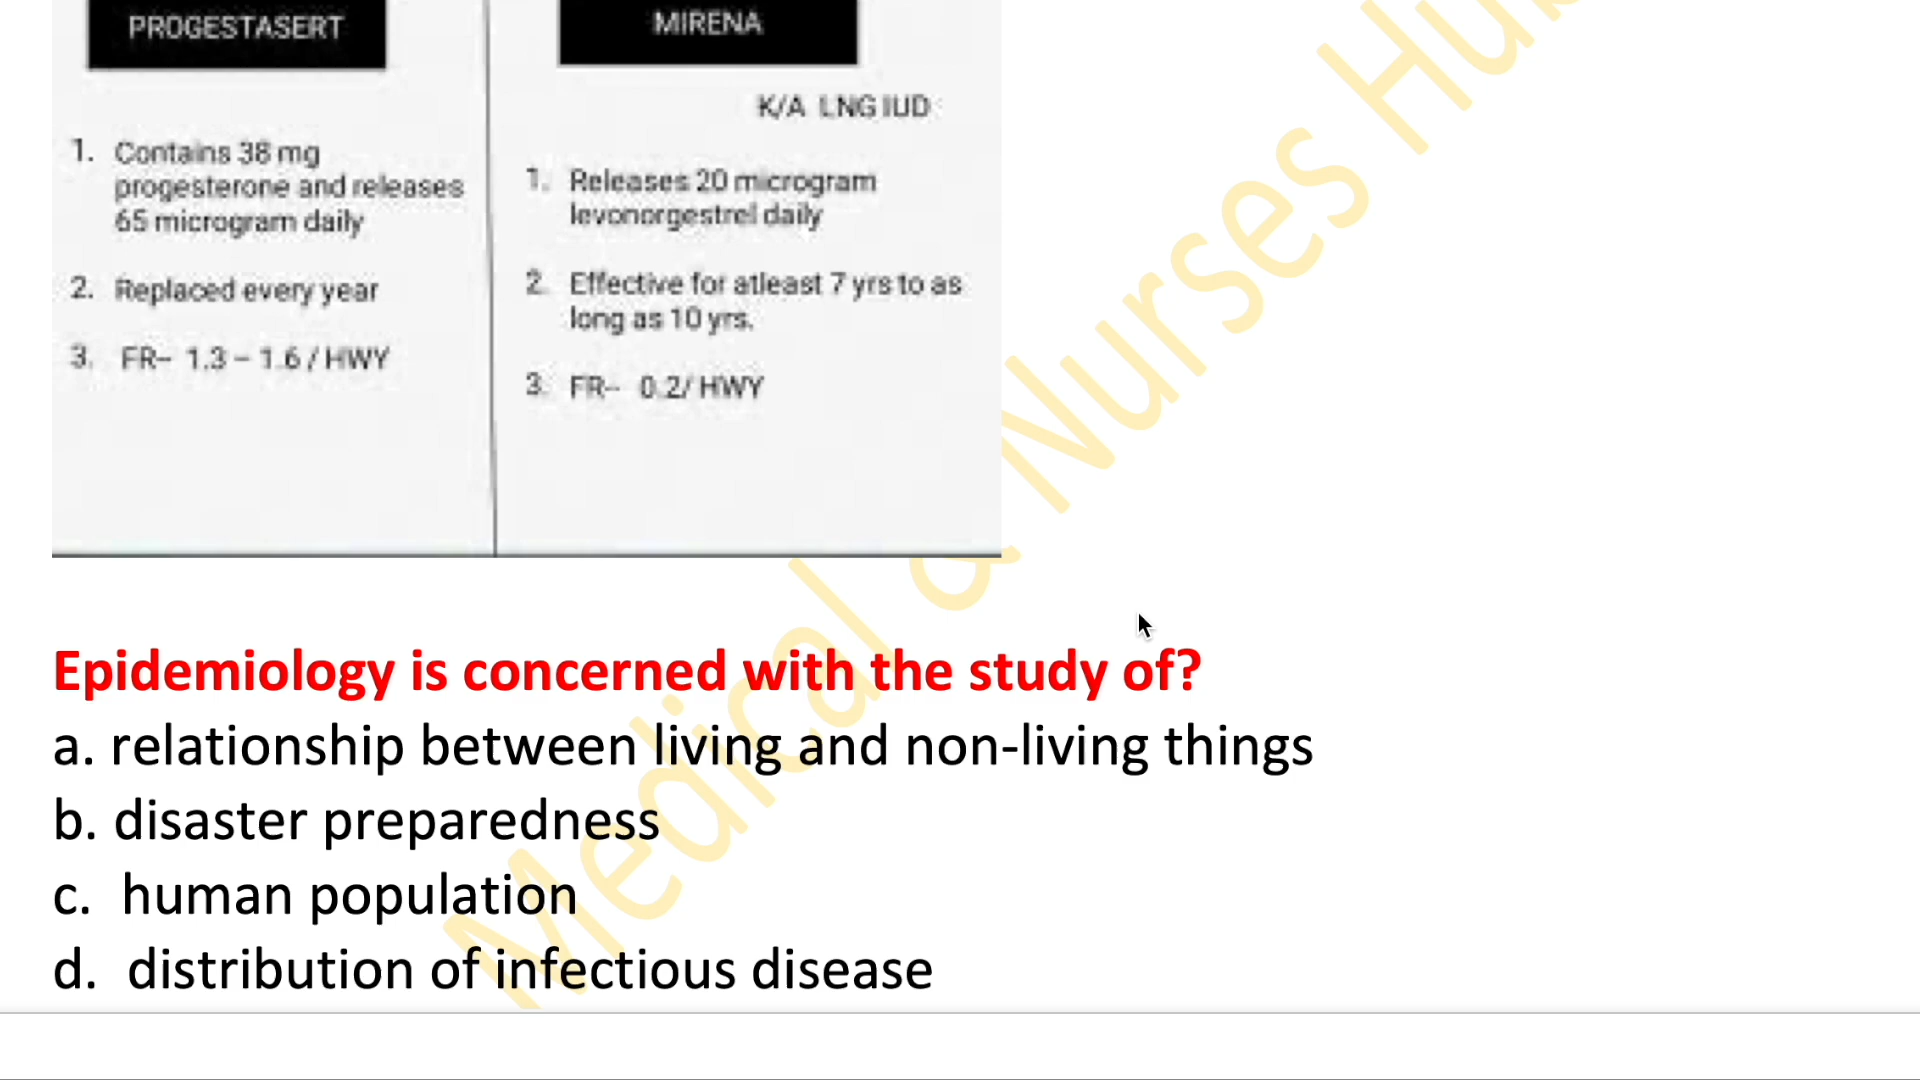 PROGESTASERT
1. Contains 38 mg
progesterone and releases
65 microgram daily
2. Replaced every year
3. FR– 1.3 – 1.6 / HWY
MIRENA
K/A LNG IUD
1. Releases 20 microgram
levonorgestrel daily
2. Effective for atleast 7 yrs to as
long as 10 yrs.
3. FR– 0.2/ HWY
Epidemiology is concerned with the study of?
a. relationship between living and non-living things
b. disaster preparedness
c. human population
d. distribution of infectious disease
Medical & Nurses Hub